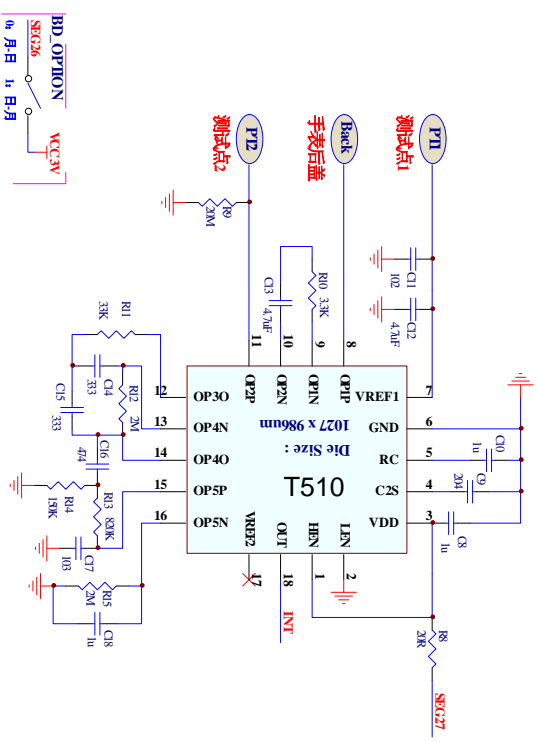 BD_OPTION
SEG26
VCC3V
0: 月-日 1: 日-月
PT2
测试点2
Back
手表后盖
PT1
测试点1
R9
20M
C13
4.7uF
R10
3.3K
C11
102
C12
4.7uF
11
10
9
8
7
OP2P
OP2N
OP1N
OP1P
VREF1
R11
33K
C14
333
C15
333
R12
2M
C16
474
R14
150K
R13
820K
C17
103
R15
2M
C18
1u
12
OP3O
13
OP4N
14
OP4O
15
OP5P
16
OP5N
1027 x 986um
Die Size :
T510
GND
6
RC
5
C2S
4
VDD
3
C10
1u
C9
204
C8
1u
VREF2
OUT
HEN
LEN
17
18
1
2
INT
R8
20R
SEG27